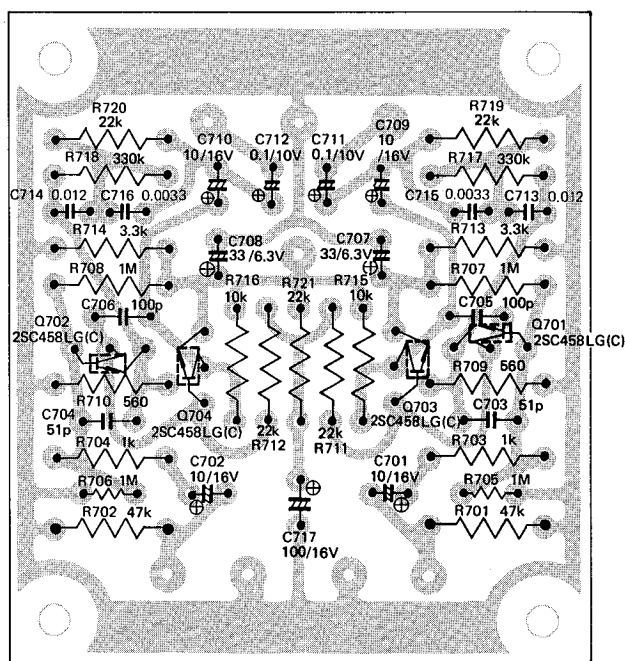 R720
22k
R719
22k
C710
10/16V
C712
0.1/10V
C711
0.1/10V
C709
10
/16V
R718
330k
R717
330k
C714 0.012
C716 0.0033
C715 0.0033
C713 0.012
R714
3.3k
R713
3.3k
C708
33/6.3V
C707
33/6.3V
R708
1M
R716
10k
R721
22k
R715
10k
R707
1M
C706
100p
C705
100p
Q702
2SC458LG(C)
Q701
2SC458LG(C)
R710
560
R709
560
C704
51p
Q704
2SC458LG(C)
22k
R712
22k
R711
Q703
2SC458LG(C)
C703
51p
R704
1k
R703
1k
C702
10/16V
C701
10/16V
R706
1M
R705
1M
R702
47k
R701
47k
C717
100/16V